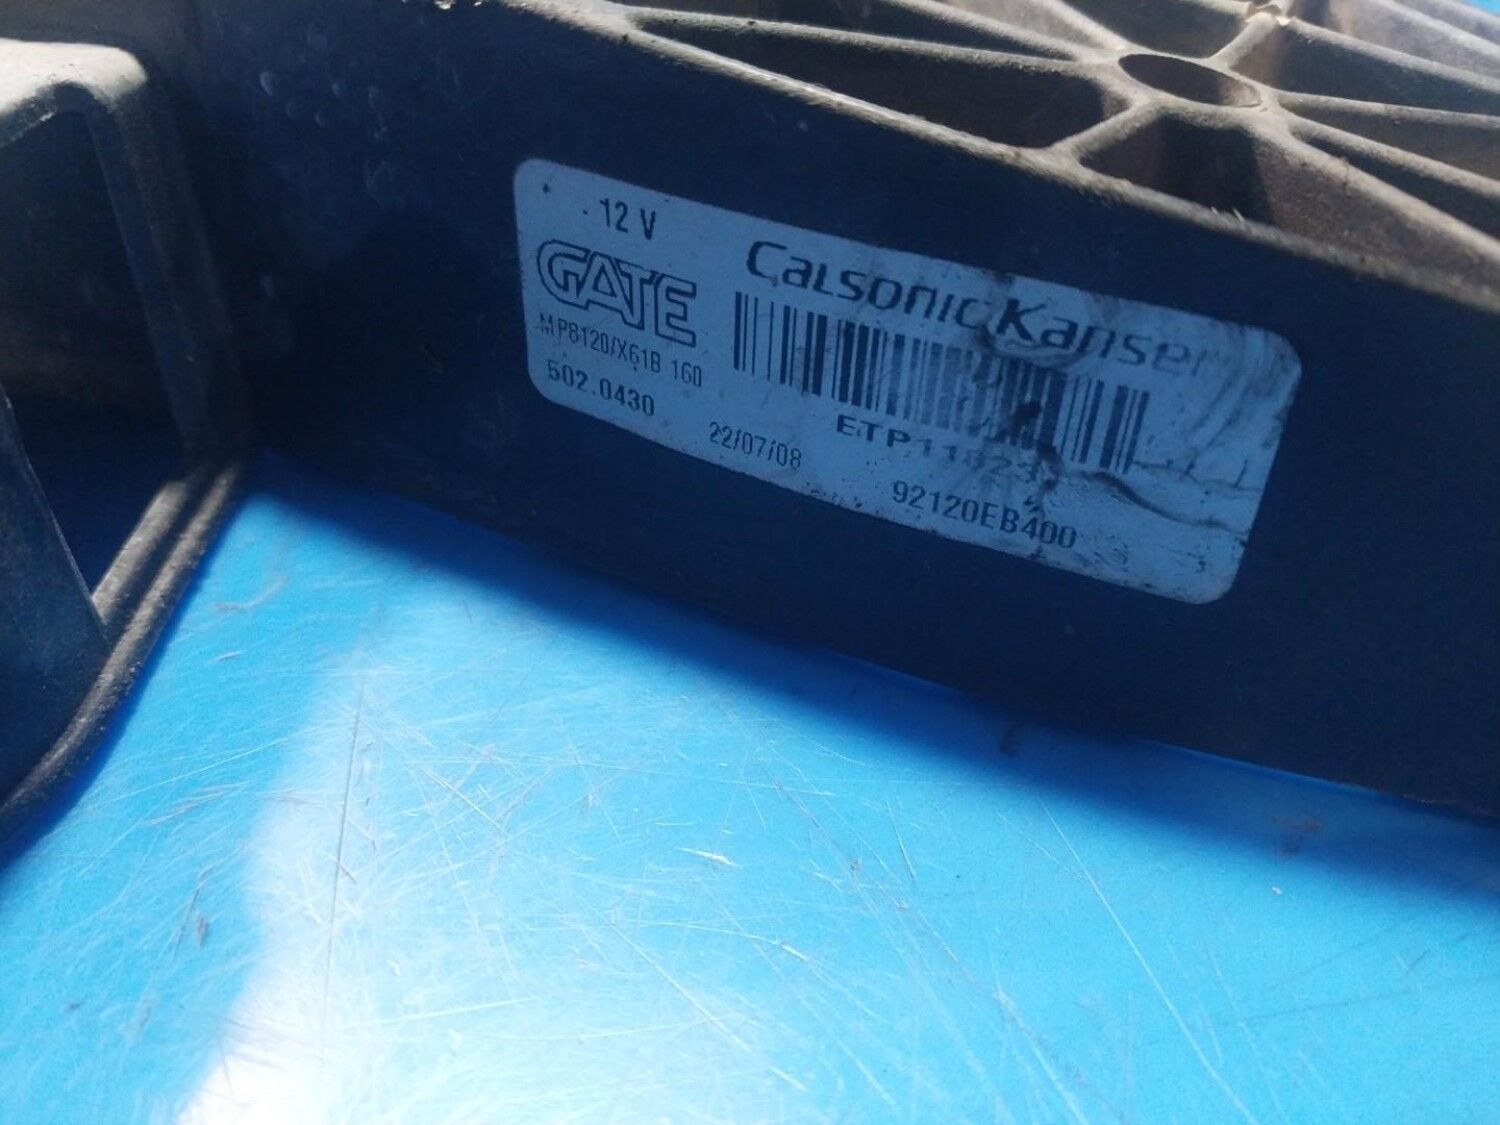 12 V
GATE
MP8120/X61B 160
502.0430
22/07/08
CALSONIC Kansei
92120EB400